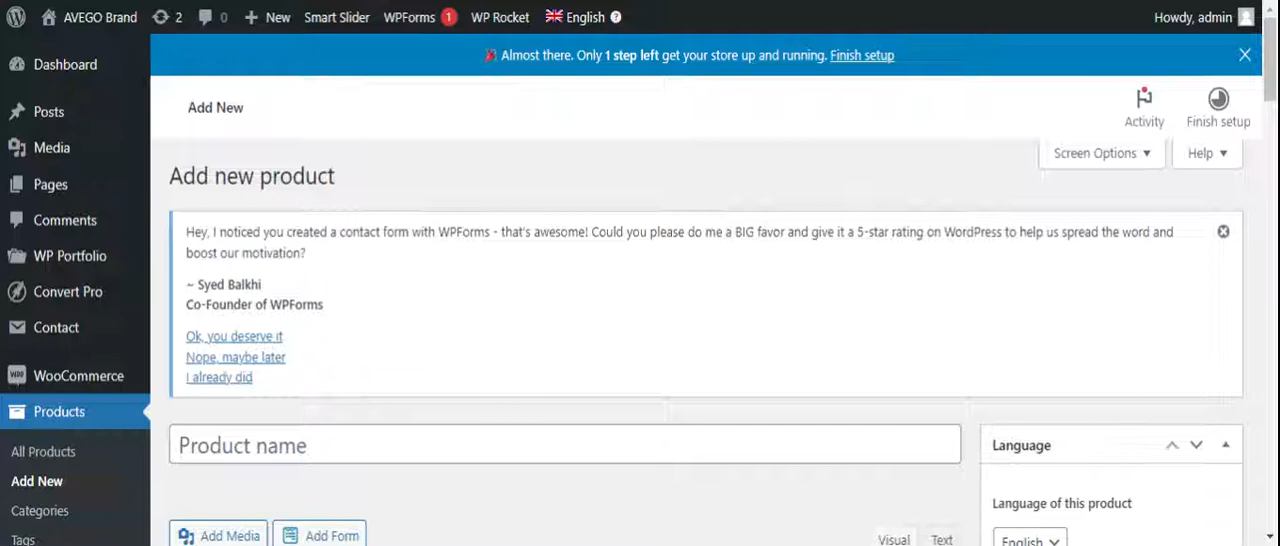 AVEGO Brand 2 0 New Smart Slider WPForms 1 WP Rocket English Howdy, admin
Almost there. Only 1 step left get your store up and running. Finish setup
Dashboard
Posts
Media
Pages
Comments
WP Portfolio
Convert Pro
Contact
WooCommerce
Products
All Products
Add New
Categories
Tags
Add New
Activity
Finish setup
Screen Options ▼
Help ▼
Add new product
Hey, I noticed you created a contact form with WPForms - that's awesome! Could you please do me a BIG favor and give it a 5-star rating on WordPress to help us spread the word and
boost our motivation?
~ Syed Balkhi
Co-Founder of WPForms
Ok, you deserve it
Nope, maybe later
I already did
Product name
Add Media
Add Form
Visual
Text
Language
Language of this product
English